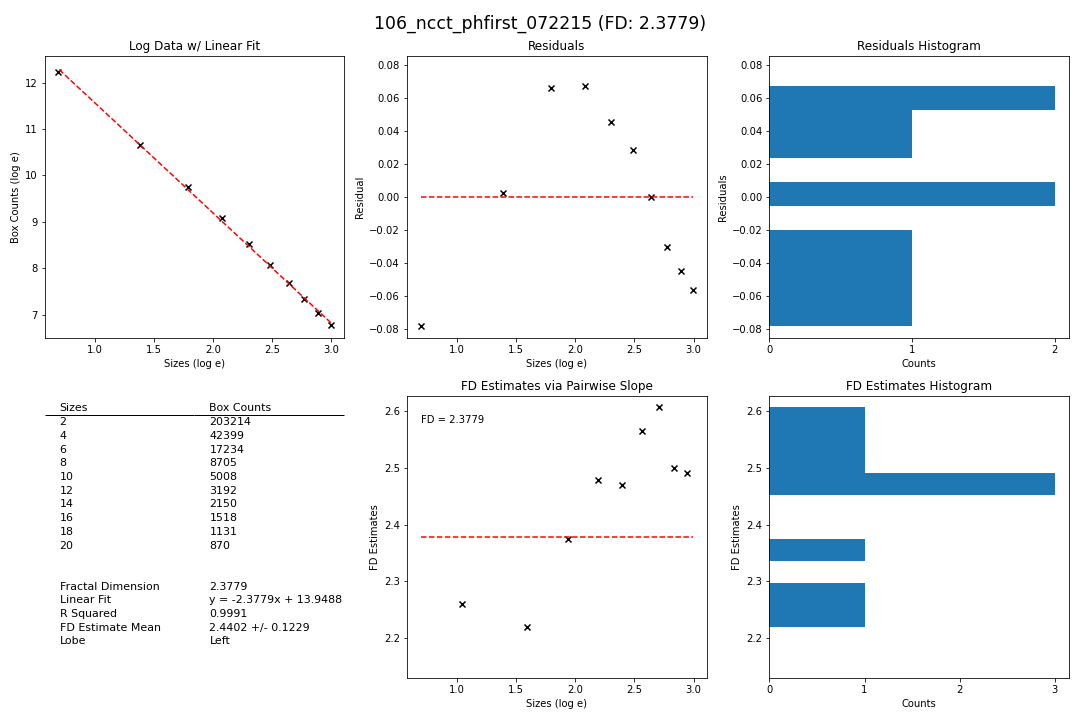 106_ncct_phfirst_072215 (FD: 2.3779)
Log Data w/ Linear Fit
Box Counts (log e)
12
11
10
9
8
7
1.0 1.5 2.0 2.5 3.0
Sizes (log e)
Residuals
Residual
0.08
0.06
0.04
0.02
0.00
−0.02
−0.04
−0.06
−0.08
1.0 1.5 2.0 2.5 3.0
Sizes (log e)
Residuals Histogram
Residuals
0.08
0.06
0.04
0.02
0.00
−0.02
−0.04
−0.06
−0.08
0 1 2
Counts
Sizes Box Counts
2 203214
4 42399
6 17234
8 8705
10 5008
12 3192
14 2150
16 1518
18 1131
20 870
Fractal Dimension 2.3779
Linear Fit y = -2.3779x + 13.9488
R Squared 0.9991
FD Estimate Mean 2.4402 +/- 0.1229
Lobe Left
FD Estimates via Pairwise Slope
FD = 2.3779
FD Estimates
2.6
2.5
2.4
2.3
2.2
1.0 1.5 2.0 2.5 3.0
Sizes (log e)
FD Estimates Histogram
FD Estimates
2.6
2.5
2.4
2.3
2.2
0 1 2 3
Counts